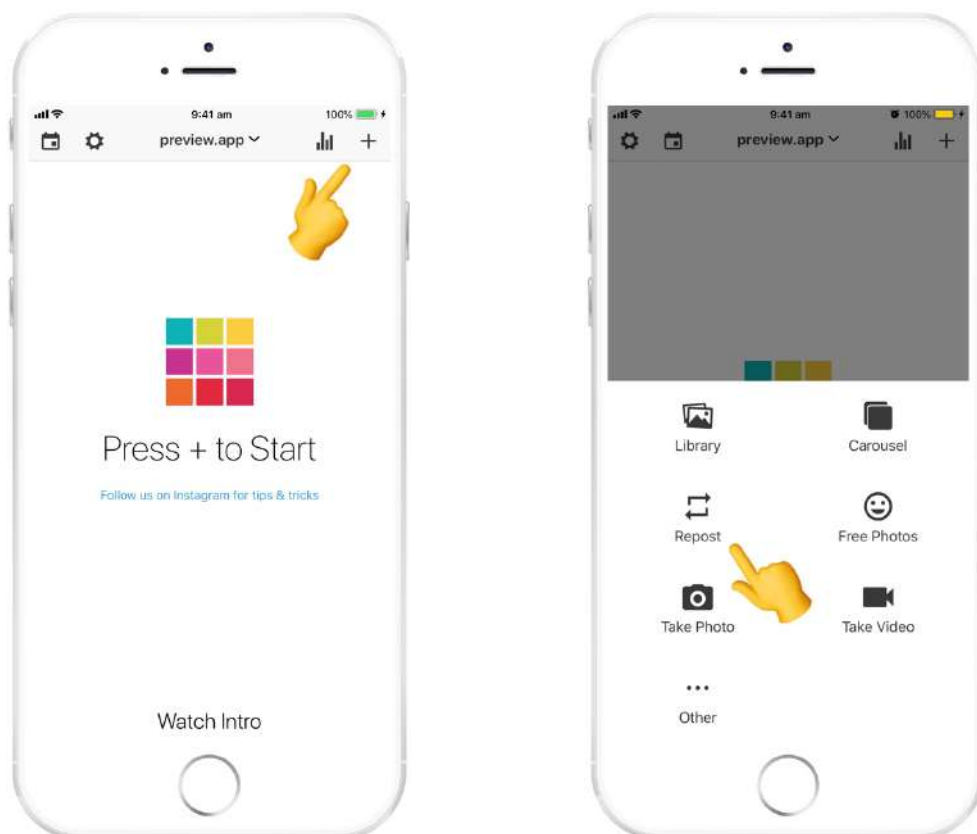 9:41 am
100%
preview.app
Press + to Start
Follow us on Instagram for tips & tricks
Watch Intro
9:41 am
100%
preview.app
Library
Carousel
Repost
Free Photos
Take Photo
Take Video
Other